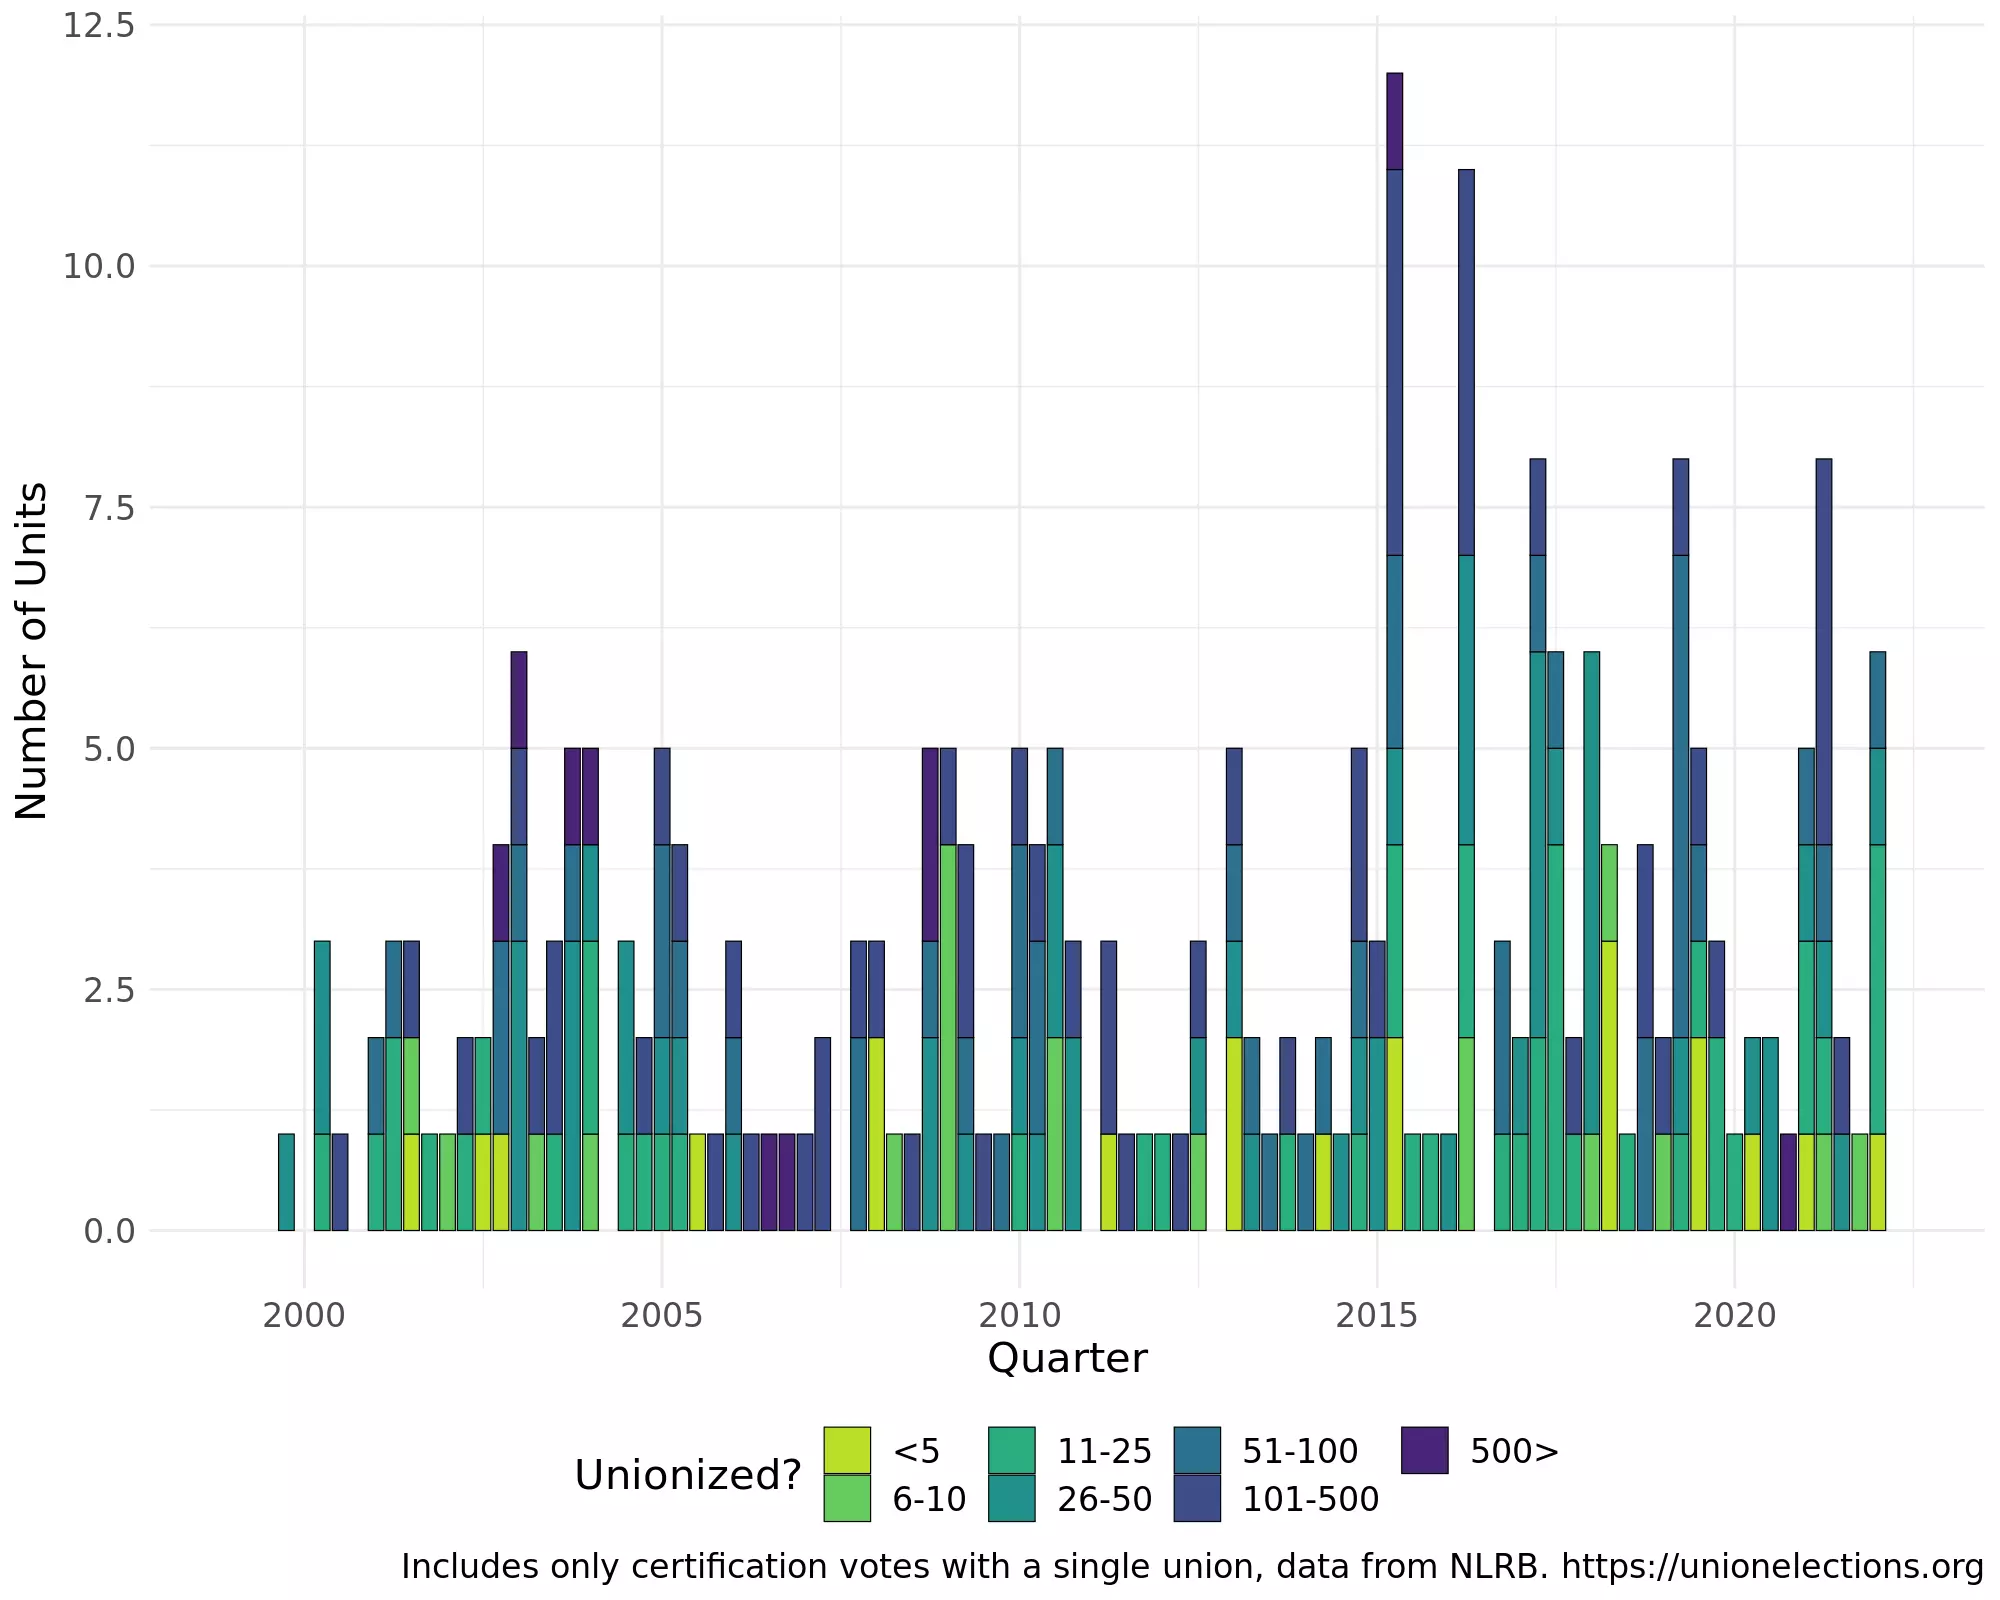 12.5
10.0
7.5
5.0
2.5
0.0
Number of Units
2000 2005 2010 2015 2020
Quarter
Unionized?
<5 11-25 51-100 500>
6-10 26-50 101-500
Includes only certification votes with a single union, data from NLRB. https://unionelections.org